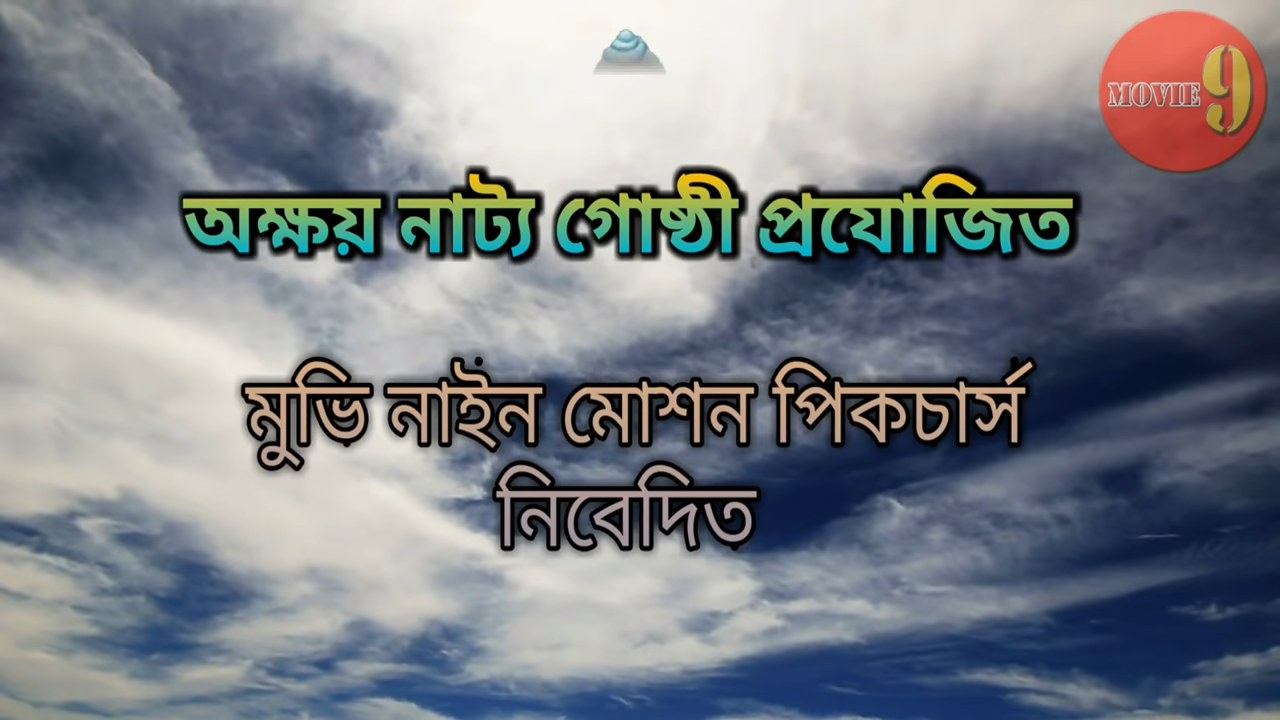 MOVIE 9
অক্ষয় নাট্য গোষ্ঠী প্রযোজিত
মুভি নাইন মোশন পিকচার্স
নিবেদিত